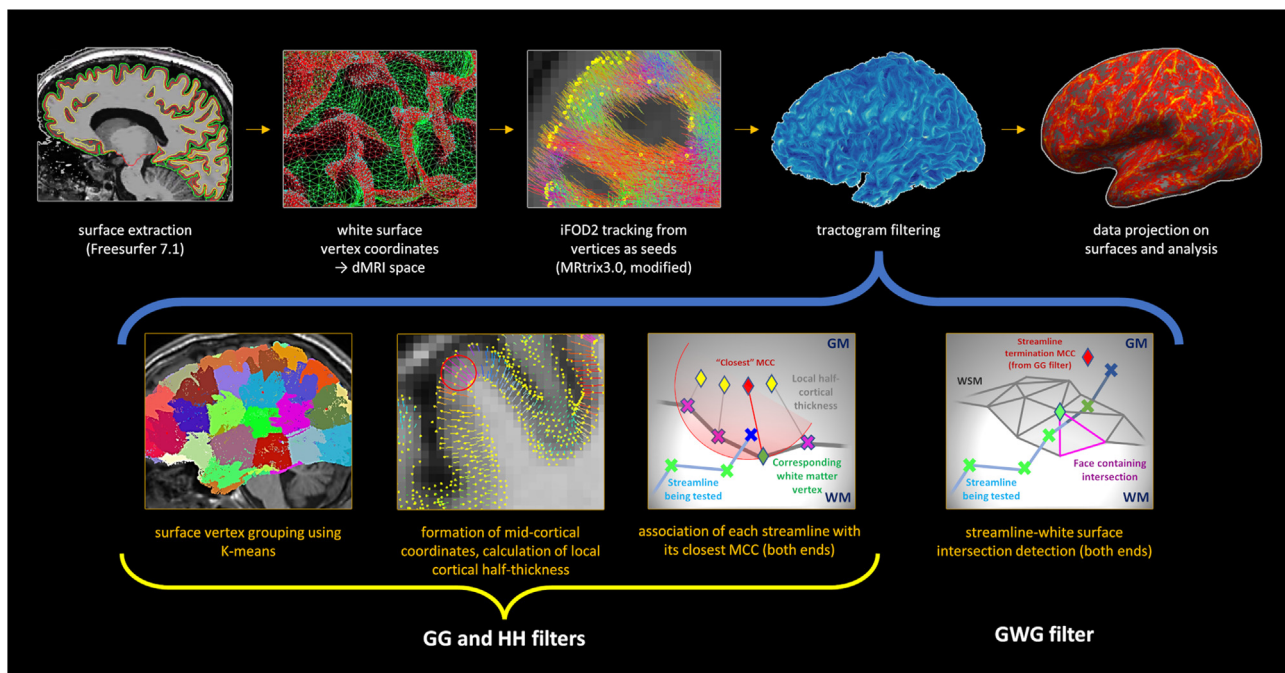 surface extraction
(Freesurfer 7.1)
white surface
vertex coordinates
→ dMRI space
iFOD2 tracking from
vertices as seeds
(MRtrix3.0, modified)
tractogram filtering
data projection on
surfaces and analysis
GM
"Closest" MCC
Local half-
cortical
thickness
Streamline
being tested
Corresponding
white matter
vertex
WM
Streamline
termination MCC
(from GG filter)
GM
WSM
Face containing
intersection
Streamline
being tested
WM
surface vertex grouping using
K-means
formation of mid-cortical
coordinates, calculation of local
cortical half-thickness
association of each streamline with
its closest MCC (both ends)
streamline-white surface
intersection detection (both ends)
GG and HH filters
GWG filter